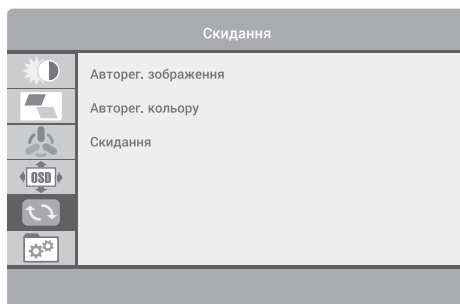 Скидання
Авторег. зображення
Авторег. кольору
Скидання
OSD